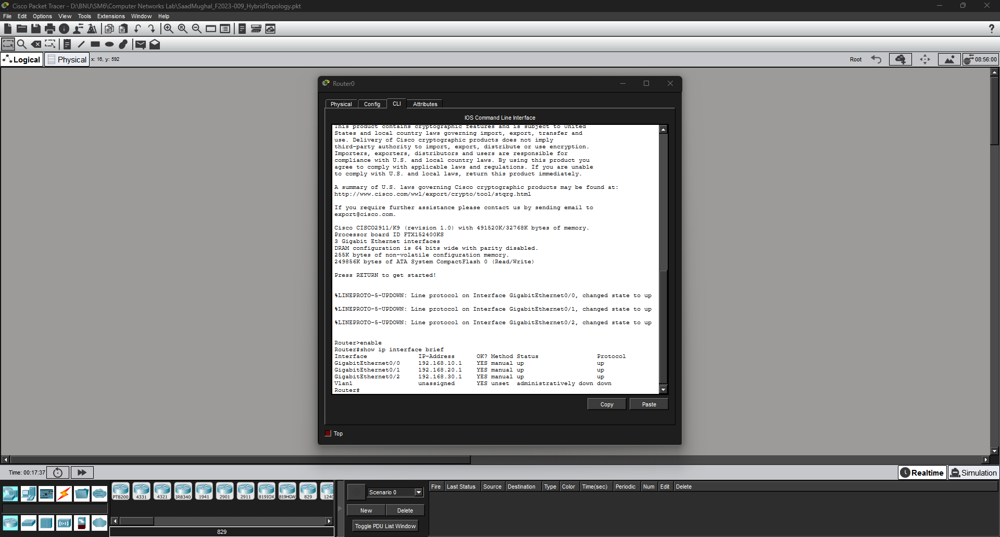 Cisco Packet Tracer - D:\BNU\SM6\Computer Networks Lab\SaadMughal_F2023-009_HybridTopology.pkt
File Edit Options View Tools Extensions Window Help
Logical Physical x: 16, y: 592 Root 08:56:00
Router0
Physical Config CLI Attributes
IOS Command Line Interface
This product contains cryptographic features and is subject to United
States and local country laws governing import, export, transfer and
use. Delivery of Cisco cryptographic products does not imply
third-party authority to import, export, distribute or use encryption.
Importers, exporters, distributors and users are responsible for
compliance with U.S. and local country laws. By using this product you
agree to comply with applicable laws and regulations. If you are unable
to comply with U.S. and local laws, return this product immediately.
A summary of U.S. laws governing Cisco cryptographic products may be found at:
http://www.cisco.com/wwl/export/crypto/tool/stqrg.html
If you require further assistance please contact us by sending email to
export@cisco.com.
Cisco CISCO2911/K9 (revision 1.0) with 491520K/32768K bytes of memory.
Processor board ID FTX152400KS
3 Gigabit Ethernet interfaces
DRAM configuration is 64 bits wide with parity disabled.
255K bytes of non-volatile configuration memory.
249856K bytes of ATA System CompactFlash 0 (Read/Write)
Press RETURN to get started!
%LINEPROTO-5-UPDOWN: Line protocol on Interface GigabitEthernet0/0, changed state to up
%LINEPROTO-5-UPDOWN: Line protocol on Interface GigabitEthernet0/1, changed state to up
%LINEPROTO-5-UPDOWN: Line protocol on Interface GigabitEthernet0/2, changed state to up
Router>enable
Router#show ip interface brief
Interface IP-Address OK? Method Status Protocol
GigabitEthernet0/0 192.168.10.1 YES manual up up
GigabitEthernet0/1 192.168.20.1 YES manual up up
GigabitEthernet0/2 192.168.30.1 YES manual up up
Vlan1 unassigned YES unset administratively down down
Router#
Copy Paste
Top
Time: 00:17:37 Realtime Simulation
PT8200 4331 4321 IR8340 1941 2901 2911 819IOX 819HGW 829 1240
829
Scenario 0
New Delete
Toggle PDU List Window
Fire Last Status Source Destination Type Color Time(sec) Periodic Num Edit Delete